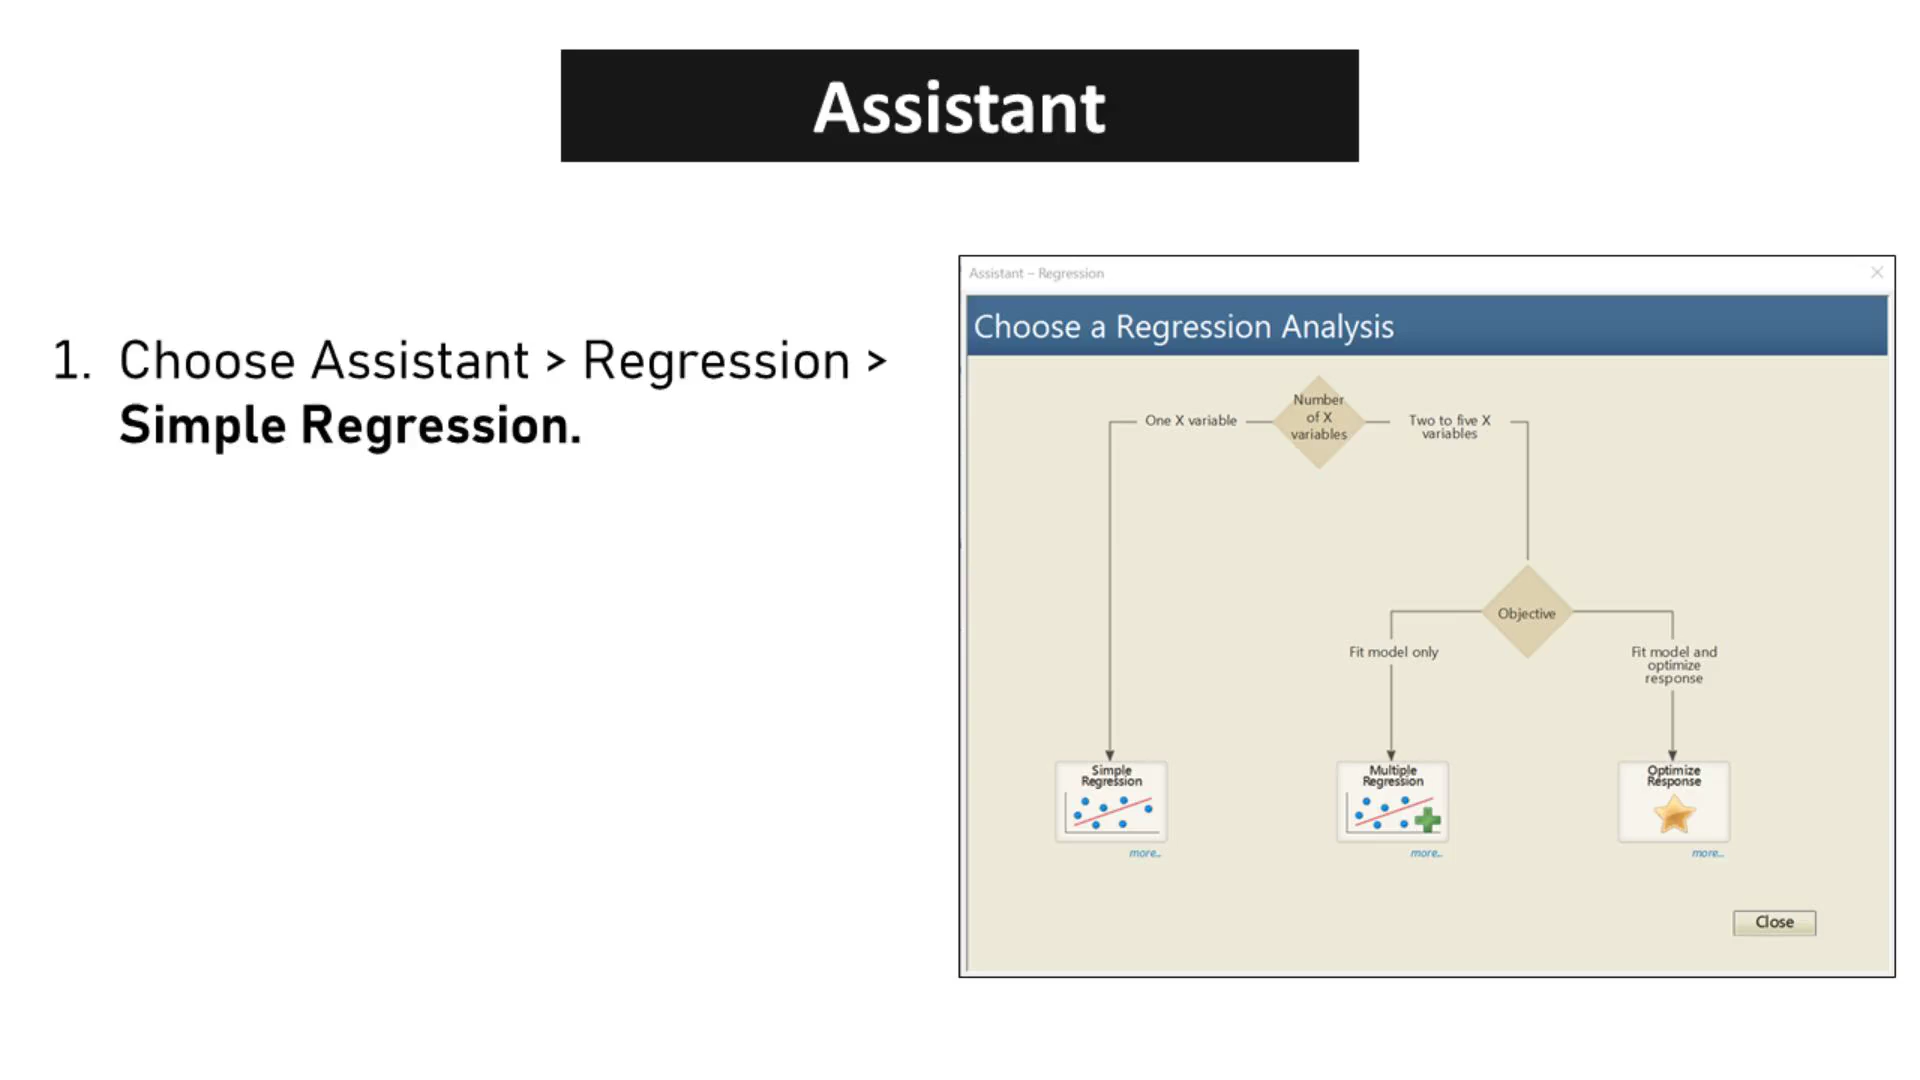 Assistant
1. Choose Assistant > Regression >
Simple Regression.
Assistant – Regression
Choose a Regression Analysis
Number
of X
variables
One X variable
Two to five X
variables
Objective
Fit model only
Fit model and
optimize
response
Simple
Regression
more...
Multiple
Regression
more...
Optimize
Response
more...
Close